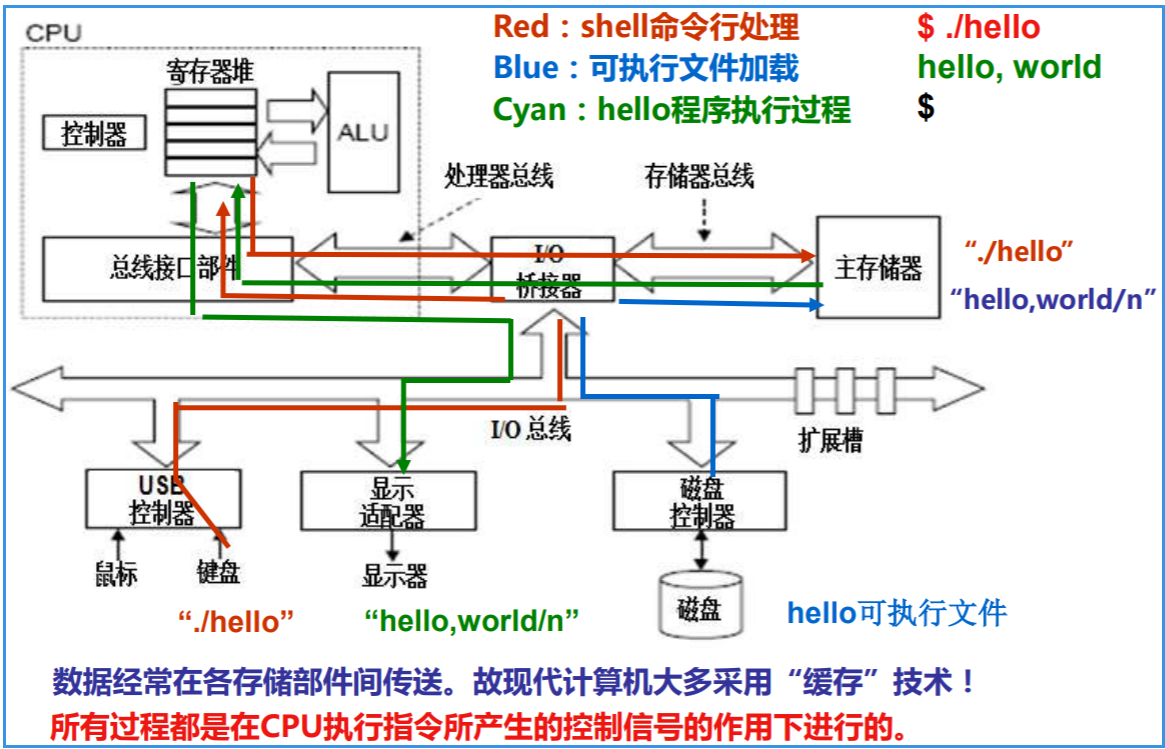 CPU
Red：shell命令行处理
$ ./hello
Blue：可执行文件加载
hello, world
Cyan：hello程序执行过程
$
寄存器堆
控制器
ALU
处理器总线
存储器总线
总线接口部件
I/O
桥接器
主存储器
“./hello”
“hello,world/n”
I/O 总线
扩展槽
USB
控制器
显示
适配器
磁盘
控制器
鼠标
键盘
显示器
磁盘
“./hello”
“hello,world/n”
hello可执行文件
数据经常在各存储部件间传送。故现代计算机大多采用“缓存”技术！
所有过程都是在CPU执行指令所产生的控制信号的作用下进行的。